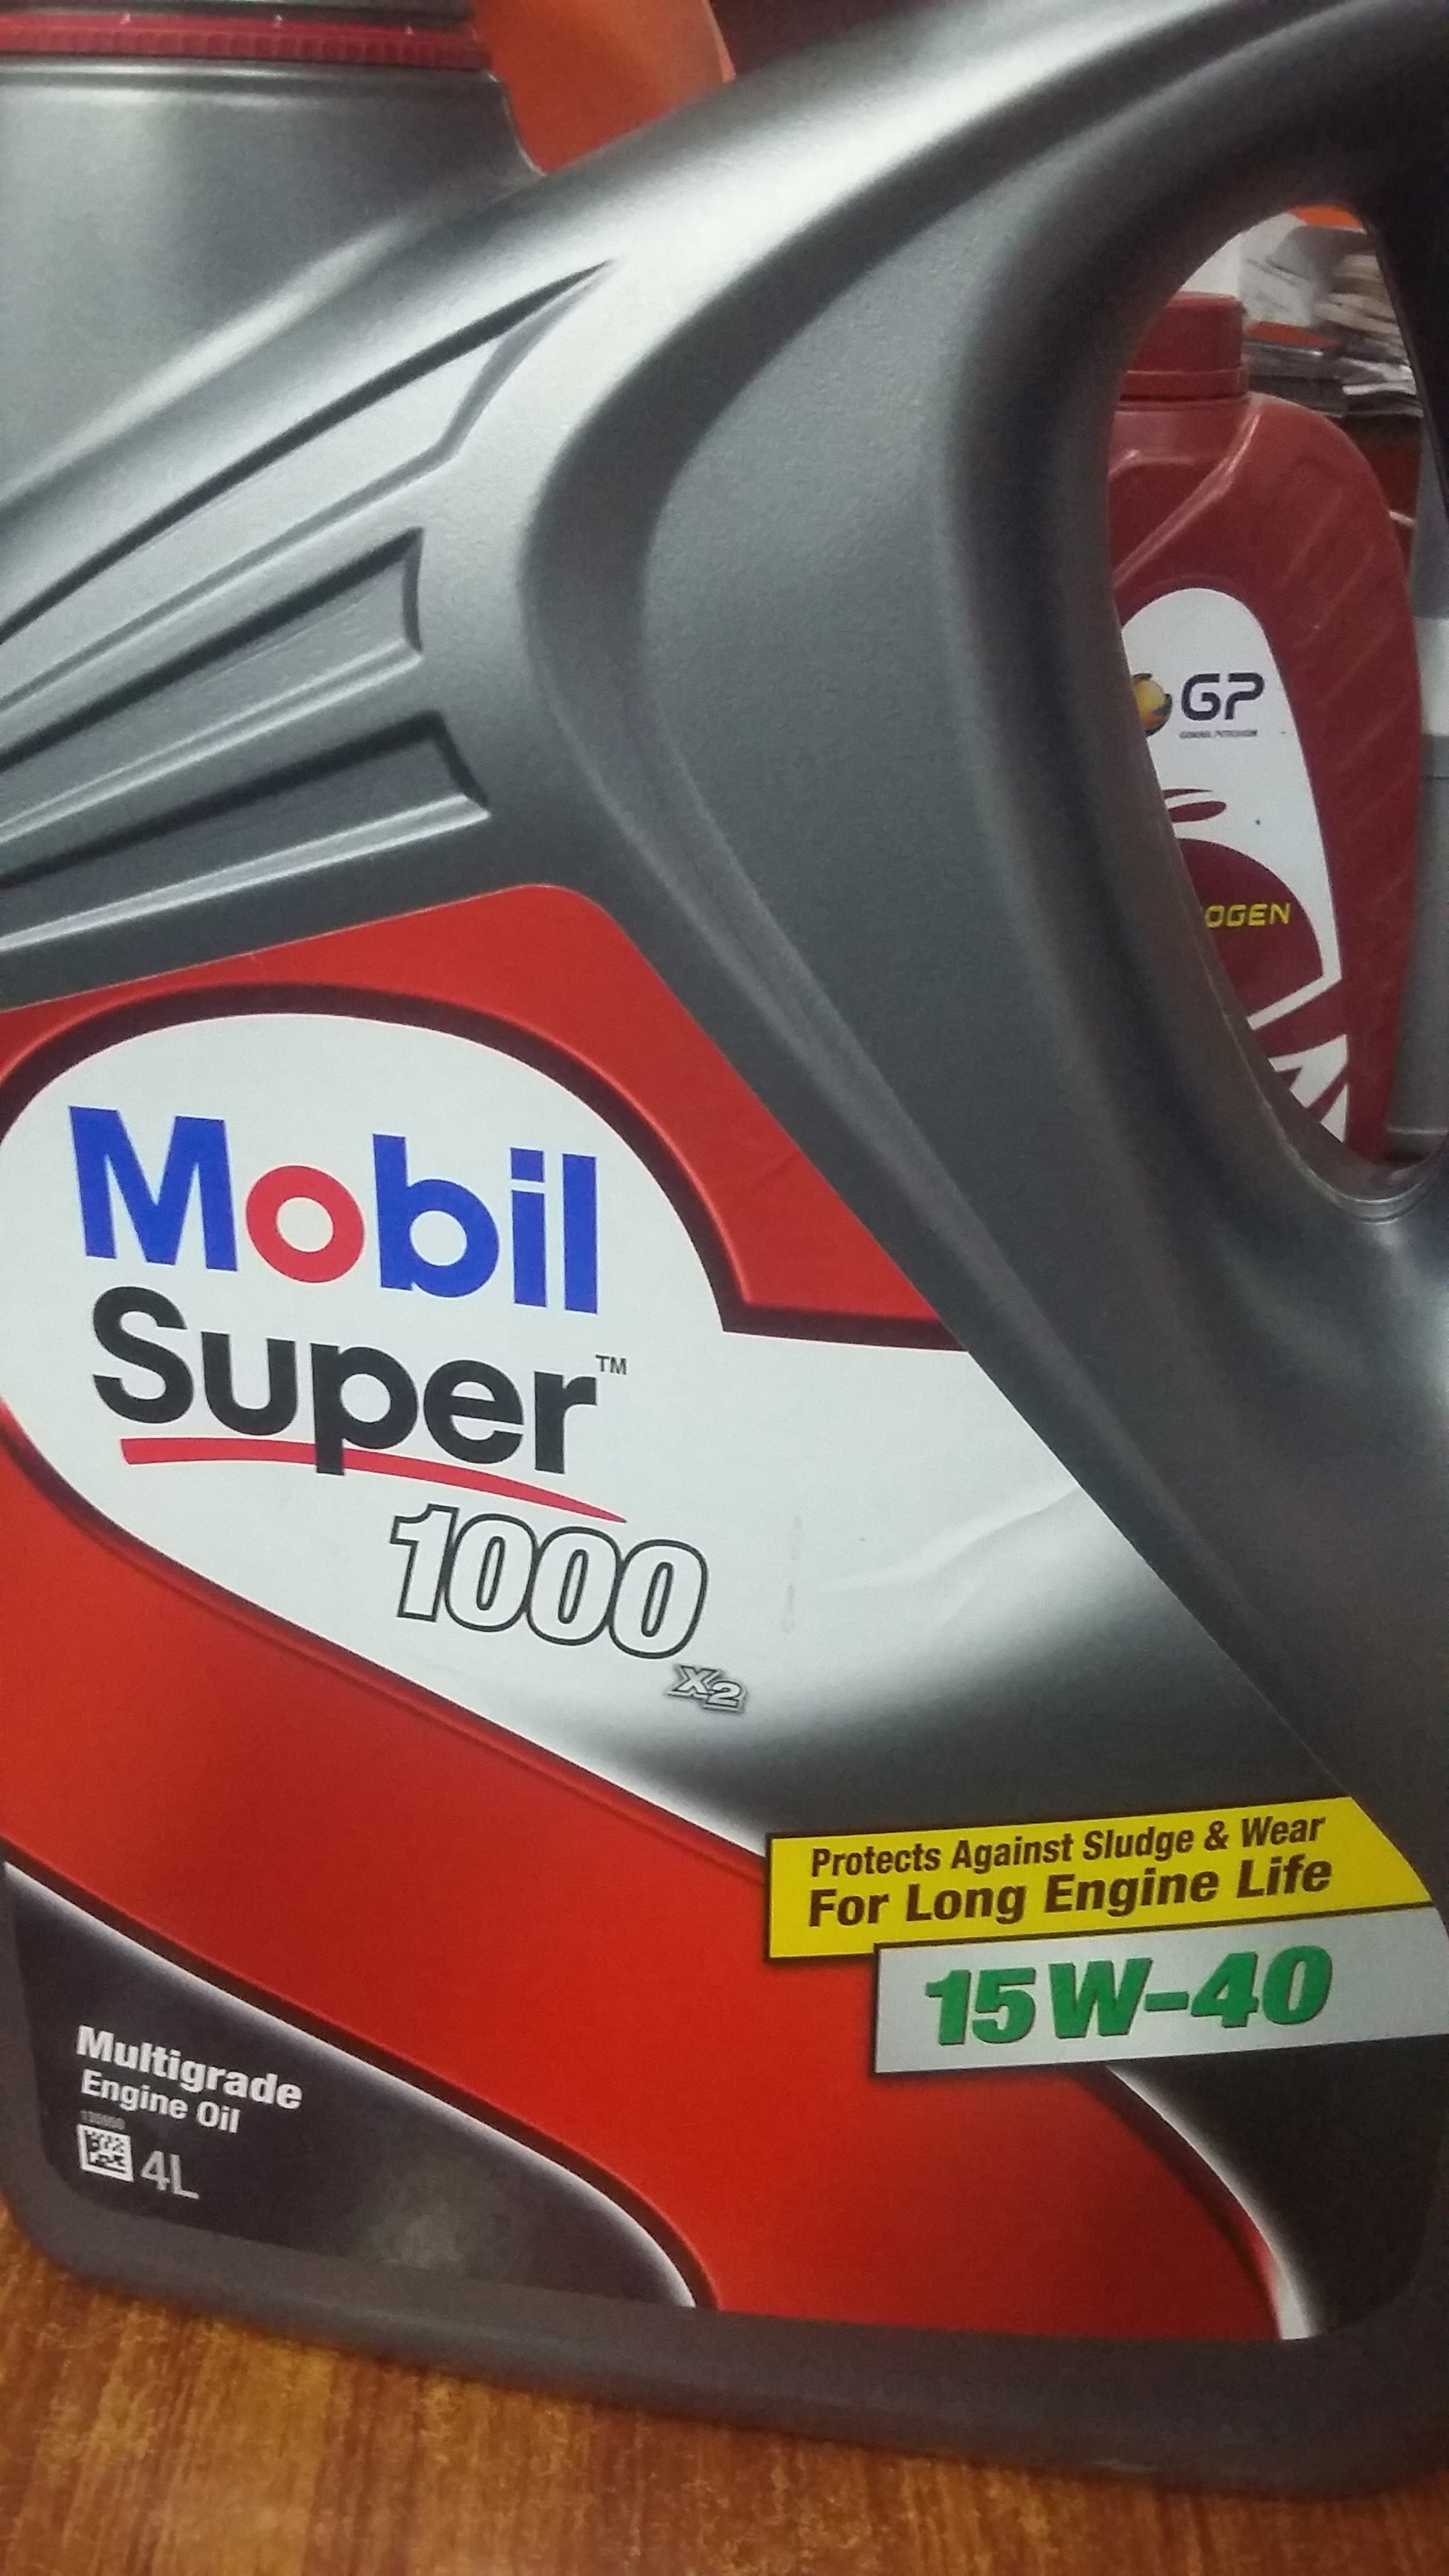 GP
OGEN
Mobil
Super™
1000
x2
Protects Against Sludge & Wear
For Long Engine Life
15W-40
Multigrade
Engine Oil
4L